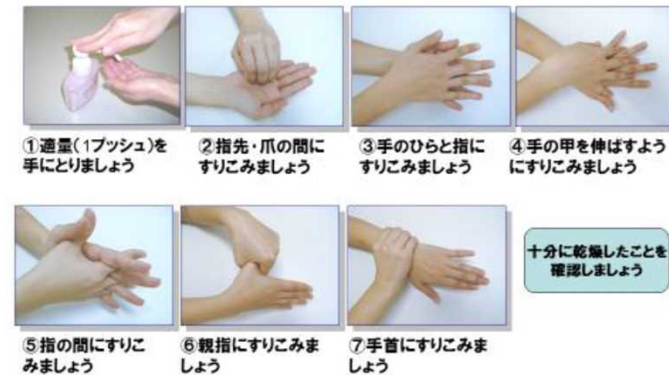 ①適量(1プッシュ)を
手にとりましょう
②指先・爪の間に
すりこみましょう
③手のひらと指に
すりこみましょう
④手の甲を伸ばすよう
にすりこみましょう
⑤指の間にすりこ
みましょう
⑥親指にすりこみま
しょう
⑦手首にすりこみま
しょう
十分に乾燥したことを
確認しましょう